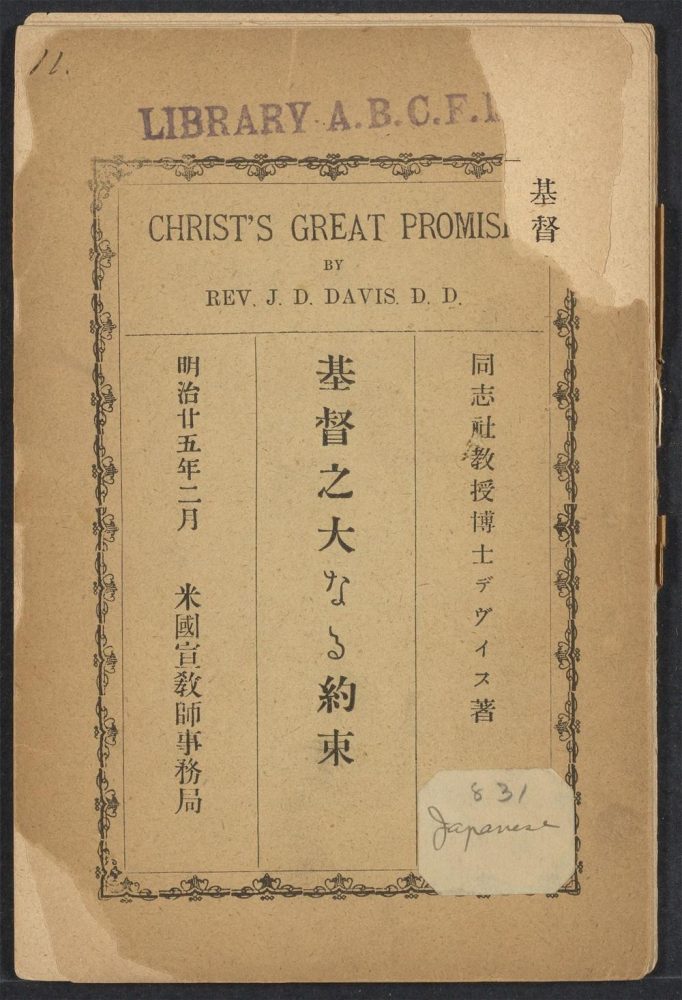 11.
LIBRARY A.B.C.F.
基督
CHRIST'S GREAT PROMIS
BY
REV. J. D. DAVIS. D. D.
同志社教授博士デヴィス著
基督之大なる約束
明治廿五年二月 米國宣教師事務局
831
Japanese